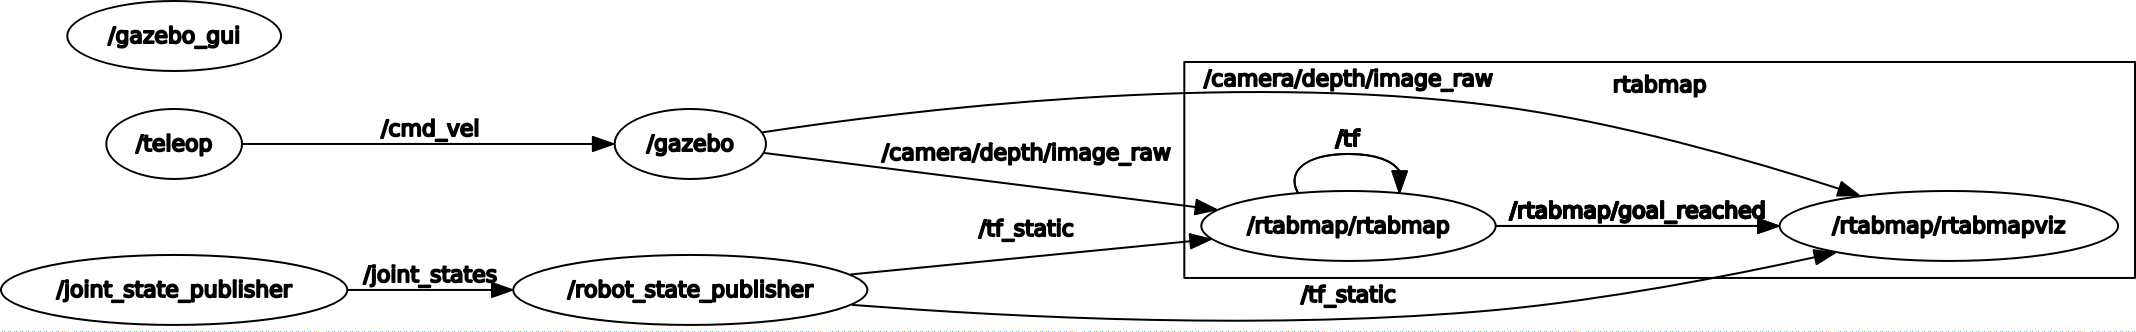 /gazebo_gui
/camera/depth/image_raw
rtabmap
/teleop
/cmd_vel
/gazebo
/camera/depth/image_raw
/tf
/tf_static
/rtabmap/rtabmap
/rtabmap/goal_reached
/rtabmap/rtabmapviz
/joint_state_publisher
/joint_states
/robot_state_publisher
/tf_static